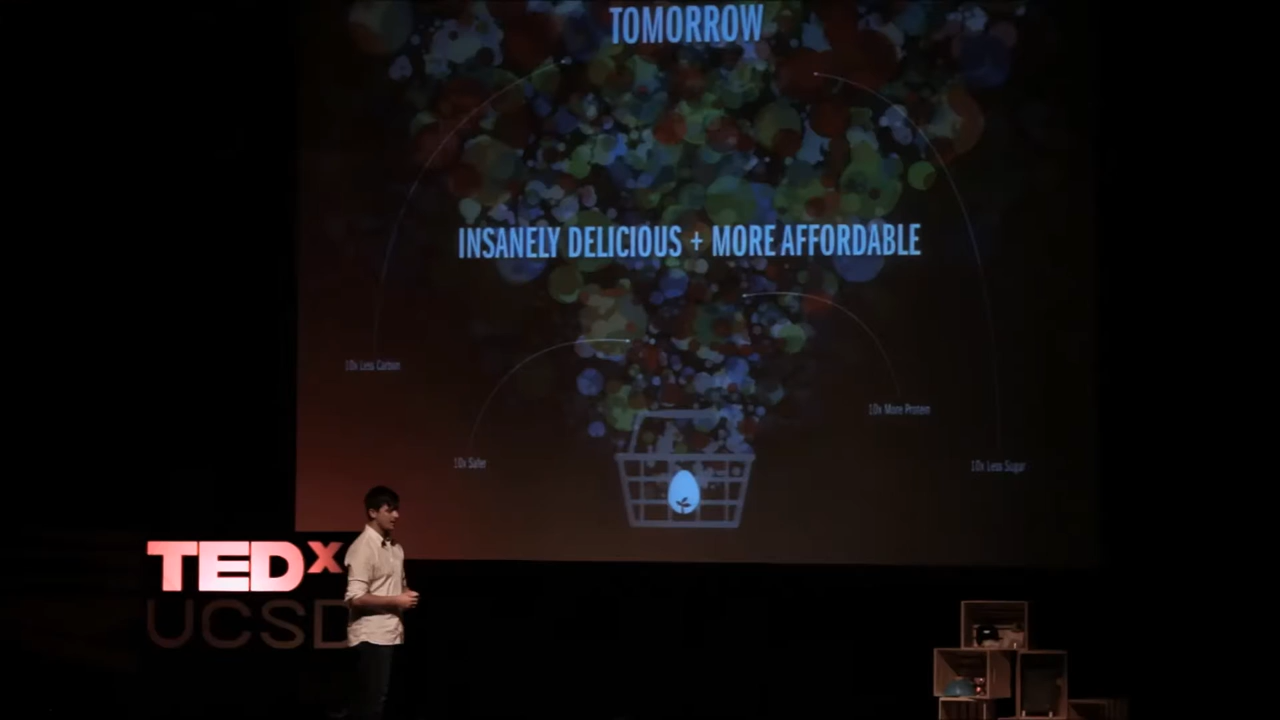 TOMORROW
INSANELY DELICIOUS + MORE AFFORDABLE
10x Less Carbon
10x More Protein
10x Safer
10x Less Sugar
TEDx
UCSD